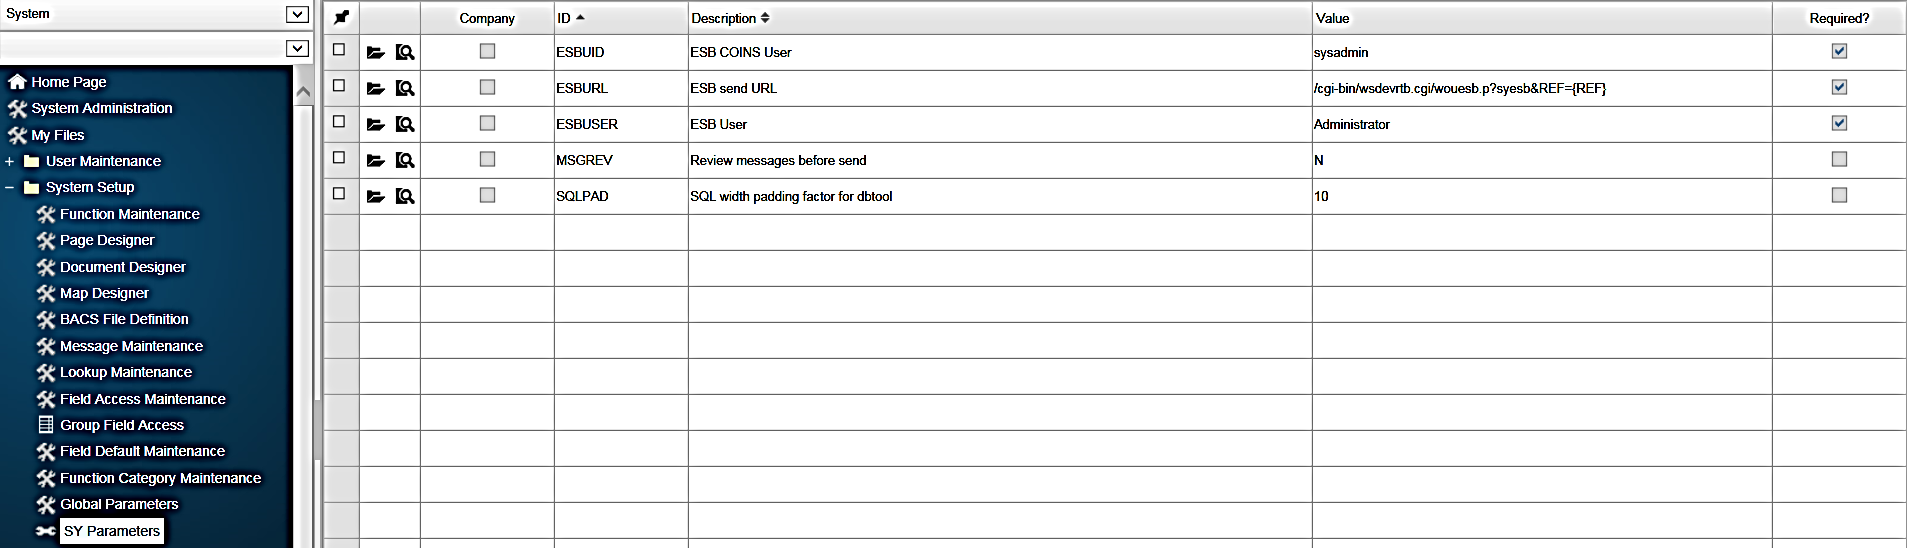 System
Home Page
System Administration
My Files
+ User Maintenance
− System Setup
Function Maintenance
Page Designer
Document Designer
Map Designer
BACS File Definition
Message Maintenance
Lookup Maintenance
Field Access Maintenance
Group Field Access
Field Default Maintenance
Function Category Maintenance
Global Parameters
SY Parameters
Company ID Description Value Required?
ESBUID ESB COINS User sysadmin
ESBURL ESB send URL /cgi-bin/wsdevrtb.cgi/wouesb.p?syesb&REF={REF}
ESBUSER ESB User Administrator
MSGREV Review messages before send N
SQLPAD SQL width padding factor for dbtool 10